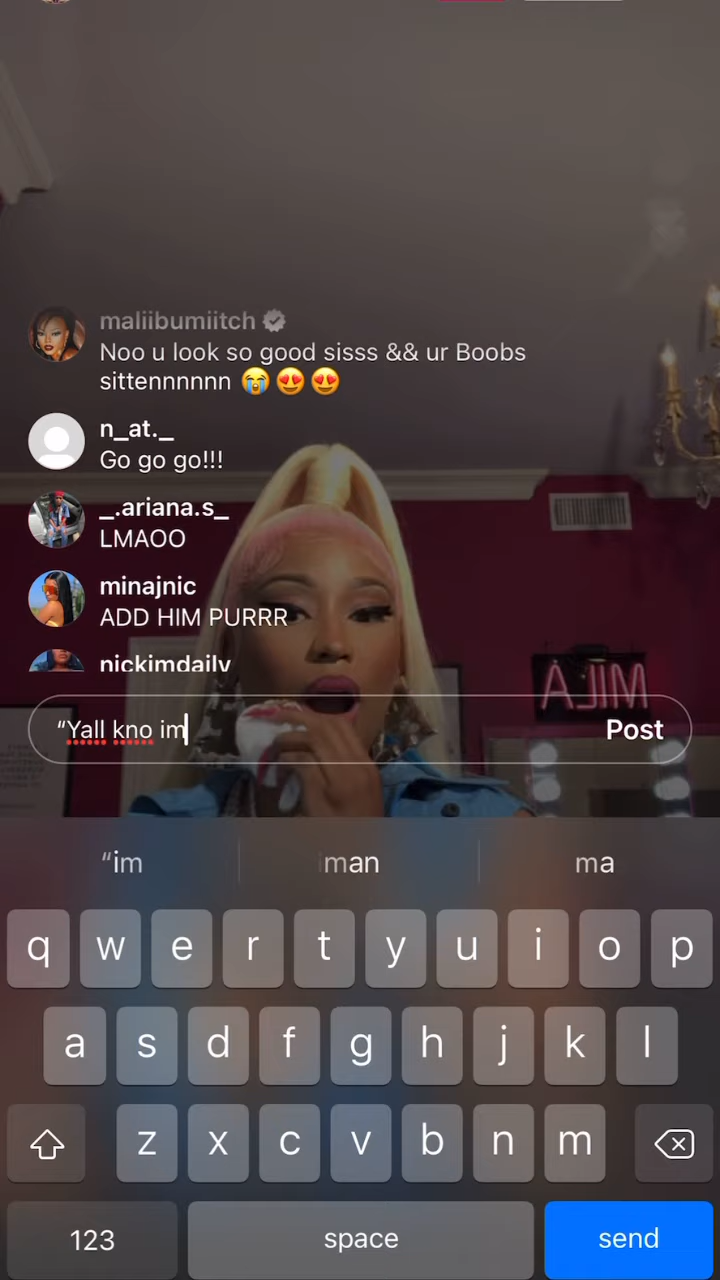 maliibumiitch
Noo u look so good sisss && ur Boobs
sittennnnnn 😭😍😍
n_at._
Go go go!!!
_.ariana.s_
LMAOO
minajnic
ADD HIM PURRR
nickimdaily
MILA
“Yall kno im
Post
“im
man
ma
q w e r t y u i o p
a s d f g h j k l
z x c v b n m
123
space
send